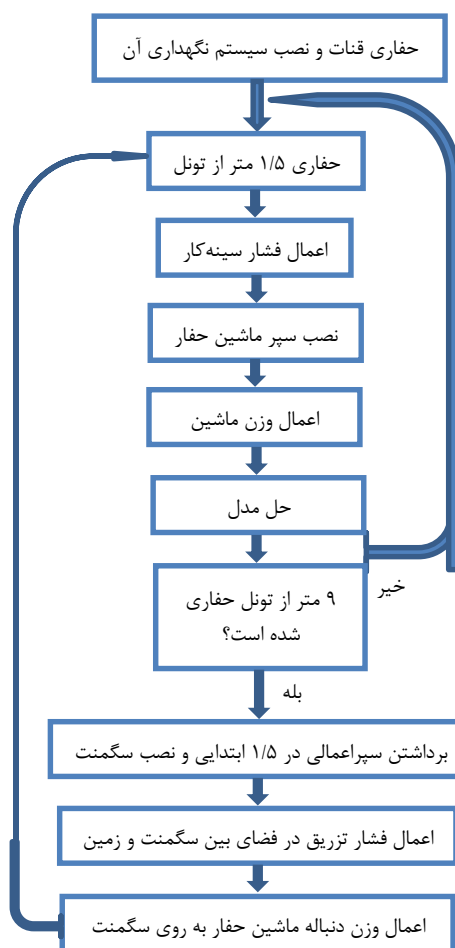 حفاری قنات و نصب سیستم نگهداری آن
حفاری ۱/۵ متر از تونل
اعمال فشار سینه‌کار
نصب سپر ماشین حفار
اعمال وزن ماشین
حل مدل
۹ متر از تونل حفاری
شده است؟
خیر
بله
برداشتن سپراعمالی در ۱/۵ ابتدایی و نصب سگمنت
اعمال فشار تزریق در فضای بین سگمنت و زمین
اعمال وزن دنباله ماشین حفار به روی سگمنت